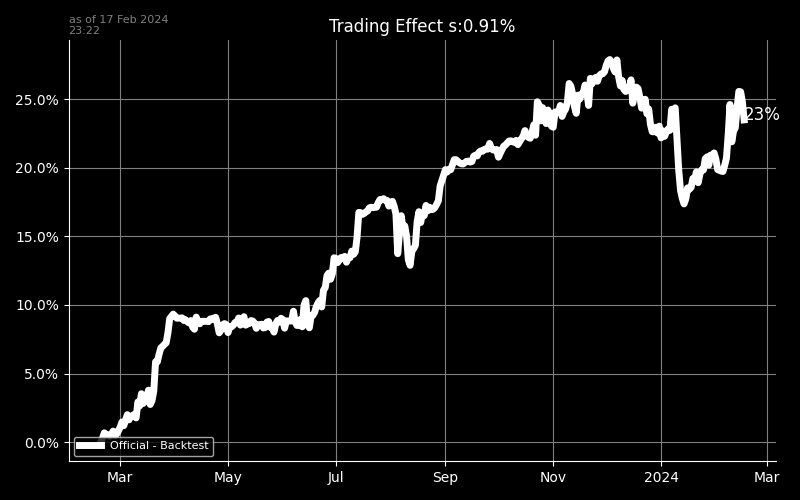 as of 17 Feb 2024
23:22
Trading Effect s:0.91%
25.0%
20.0%
15.0%
10.0%
5.0%
0.0%
23%
Official - Backtest
Mar
May
Jul
Sep
Nov
2024
Mar